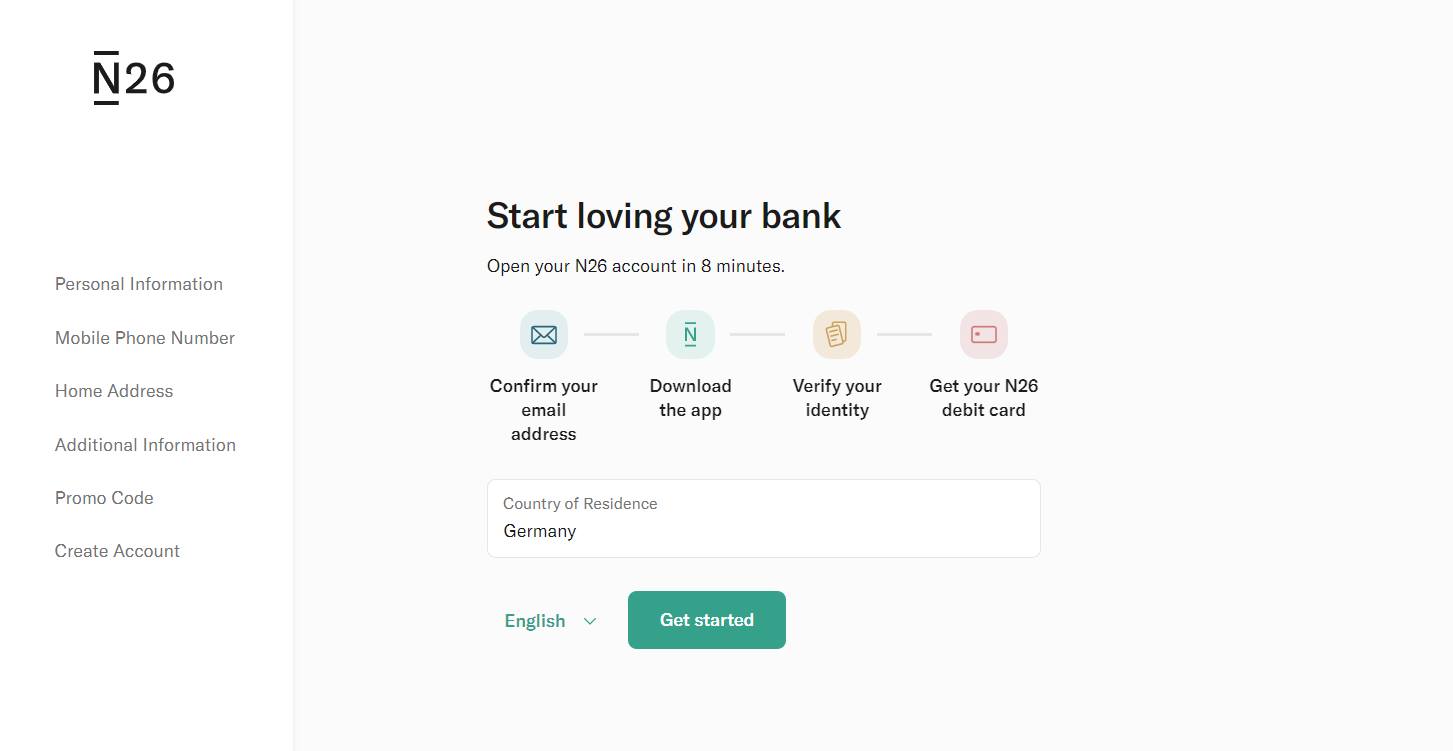 N26
Personal Information
Mobile Phone Number
Home Address
Additional Information
Promo Code
Create Account
Start loving your bank
Open your N26 account in 8 minutes.
N
Confirm your
email
address
Download
the app
Verify your
identity
Get your N26
debit card
Country of Residence
Germany
English
Get started